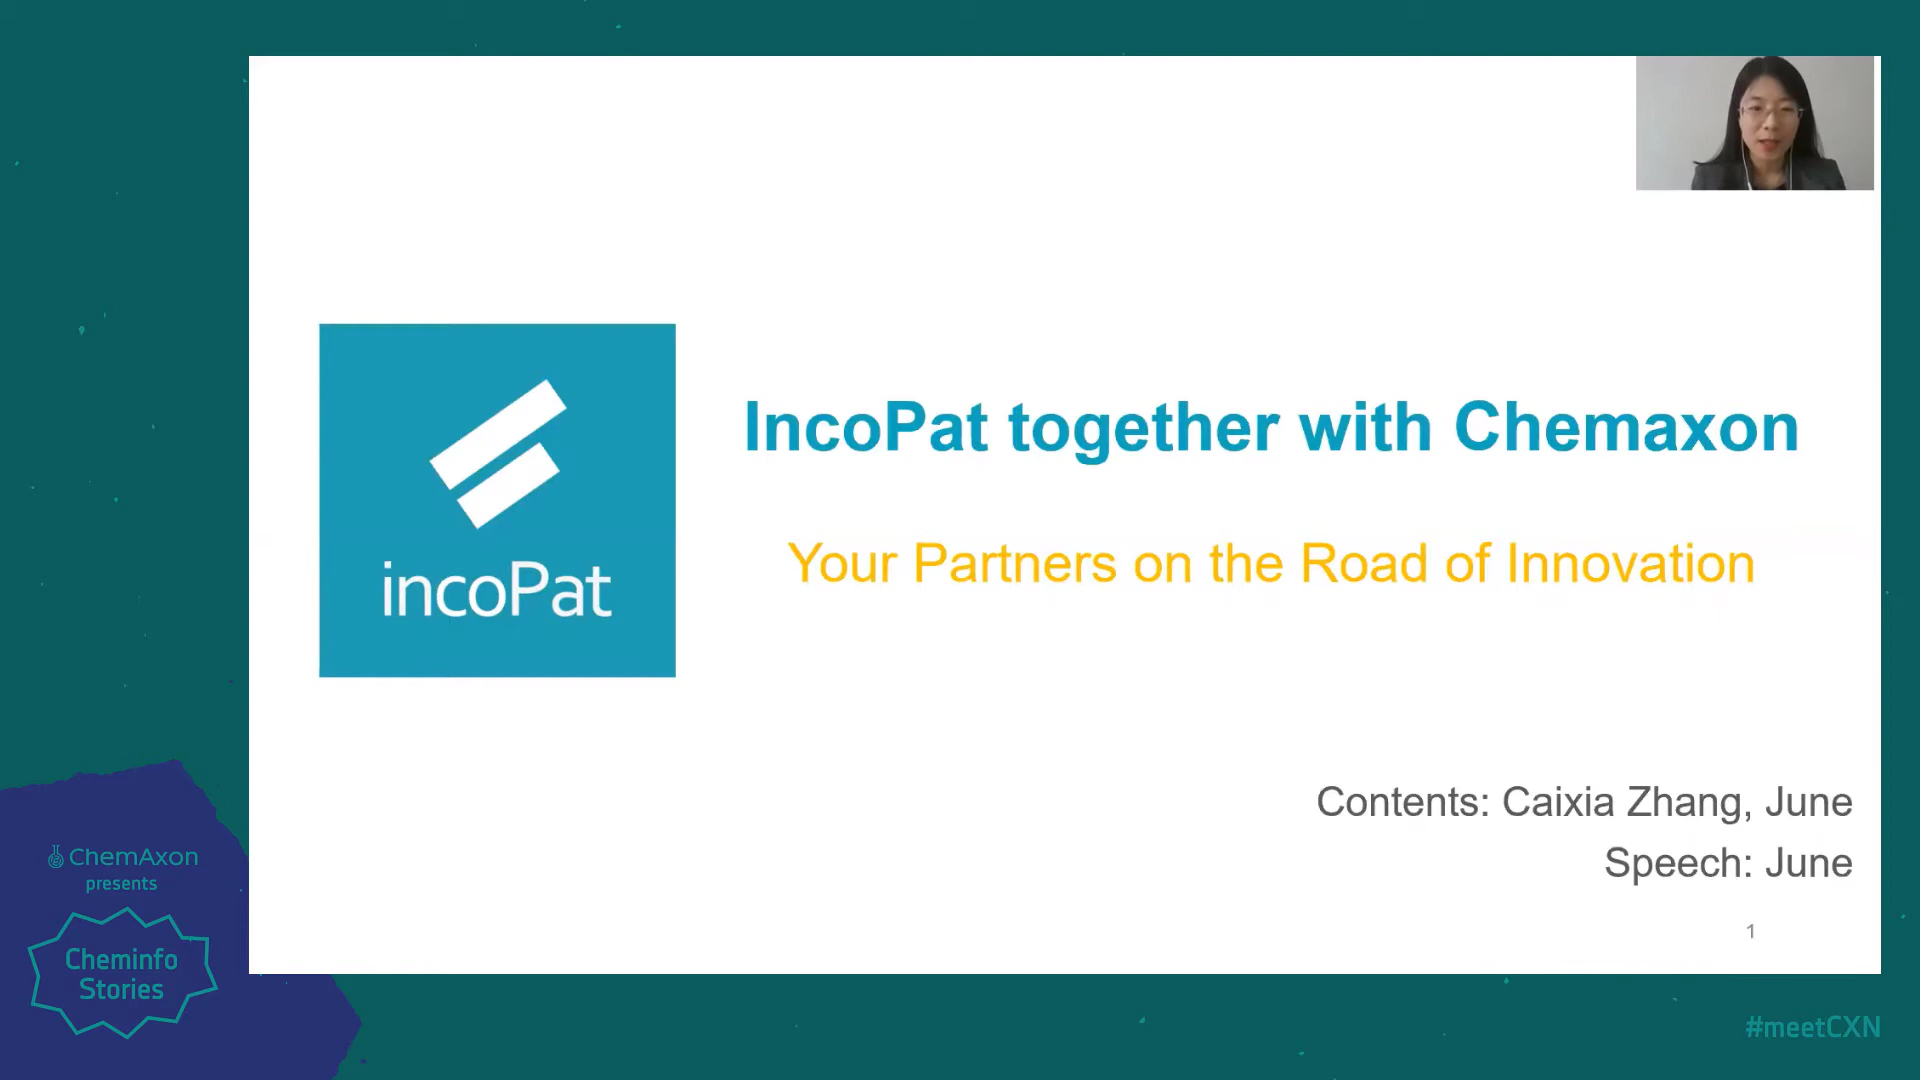 incoPat
IncoPat together with Chemaxon
Your Partners on the Road of Innovation
Contents: Caixia Zhang, June
Speech: June
1
ChemAxon
presents
Cheminfo
Stories
#meetCXN